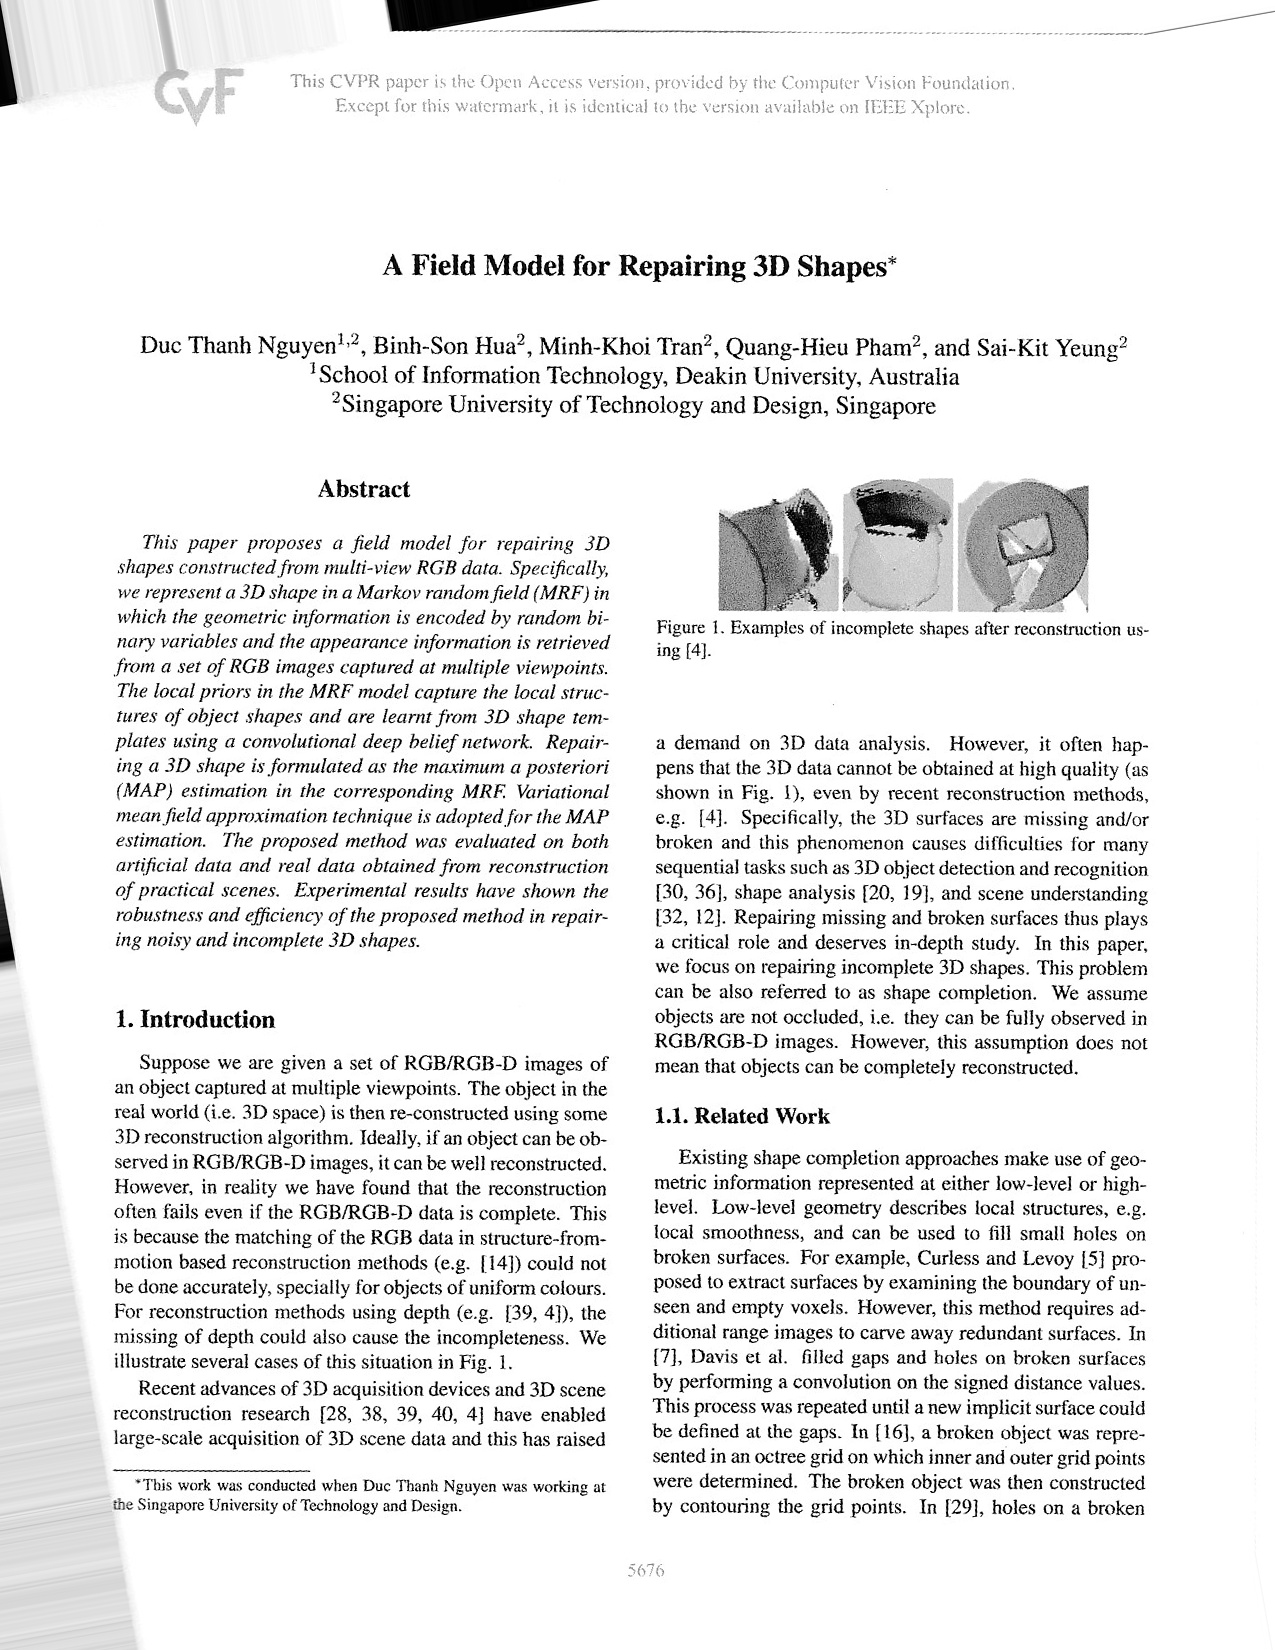 CvF
This CVPR paper is the Open Access version, provided by the Computer Vision Foundation.
Except for this watermark, it is identical to the version available on IEEE Xplore.
A Field Model for Repairing 3D Shapes*
Duc Thanh Nguyen1,2, Binh-Son Hua2, Minh-Khoi Tran2, Quang-Hieu Pham2, and Sai-Kit Yeung2
1School of Information Technology, Deakin University, Australia
2Singapore University of Technology and Design, Singapore
Abstract
This paper proposes a field model for repairing 3D
shapes constructed from multi-view RGB data. Specifically,
we represent a 3D shape in a Markov random field (MRF) in
which the geometric information is encoded by random bi-
nary variables and the appearance information is retrieved
from a set of RGB images captured at multiple viewpoints.
The local priors in the MRF model capture the local struc-
tures of object shapes and are learnt from 3D shape tem-
plates using a convolutional deep belief network. Repair-
ing a 3D shape is formulated as the maximum a posteriori
(MAP) estimation in the corresponding MRF. Variational
mean field approximation technique is adopted for the MAP
estimation. The proposed method was evaluated on both
artificial data and real data obtained from reconstruction
of practical scenes. Experimental results have shown the
robustness and efficiency of the proposed method in repair-
ing noisy and incomplete 3D shapes.
1. Introduction
Suppose we are given a set of RGB/RGB-D images of
an object captured at multiple viewpoints. The object in the
real world (i.e. 3D space) is then re-constructed using some
3D reconstruction algorithm. Ideally, if an object can be ob-
served in RGB/RGB-D images, it can be well reconstructed.
However, in reality we have found that the reconstruction
often fails even if the RGB/RGB-D data is complete. This
is because the matching of the RGB data in structure-from-
motion based reconstruction methods (e.g. [14]) could not
be done accurately, specially for objects of uniform colours.
For reconstruction methods using depth (e.g. [39, 4]), the
missing of depth could also cause the incompleteness. We
illustrate several cases of this situation in Fig. 1.
Recent advances of 3D acquisition devices and 3D scene
reconstruction research [28, 38, 39, 40, 4] have enabled
large-scale acquisition of 3D scene data and this has raised
*This work was conducted when Duc Thanh Nguyen was working at
the Singapore University of Technology and Design.
Figure 1. Examples of incomplete shapes after reconstruction us-
ing [4].
a demand on 3D data analysis. However, it often hap-
pens that the 3D data cannot be obtained at high quality (as
shown in Fig. 1), even by recent reconstruction methods,
e.g. [4]. Specifically, the 3D surfaces are missing and/or
broken and this phenomenon causes difficulties for many
sequential tasks such as 3D object detection and recognition
[30, 36], shape analysis [20, 19], and scene understanding
[32, 12]. Repairing missing and broken surfaces thus plays
a critical role and deserves in-depth study. In this paper,
we focus on repairing incomplete 3D shapes. This problem
can be also referred to as shape completion. We assume
objects are not occluded, i.e. they can be fully observed in
RGB/RGB-D images. However, this assumption does not
mean that objects can be completely reconstructed.
1.1. Related Work
Existing shape completion approaches make use of geo-
metric information represented at either low-level or high-
level. Low-level geometry describes local structures, e.g.
local smoothness, and can be used to fill small holes on
broken surfaces. For example, Curless and Levoy [5] pro-
posed to extract surfaces by examining the boundary of un-
seen and empty voxels. However, this method requires ad-
ditional range images to carve away redundant surfaces. In
[7], Davis et al. filled gaps and holes on broken surfaces
by performing a convolution on the signed distance values.
This process was repeated until a new implicit surface could
be defined at the gaps. In [16], a broken object was repre-
sented in an octree grid on which inner and outer grid points
were determined. The broken object was then constructed
by contouring the grid points. In [29], holes on a broken
5676